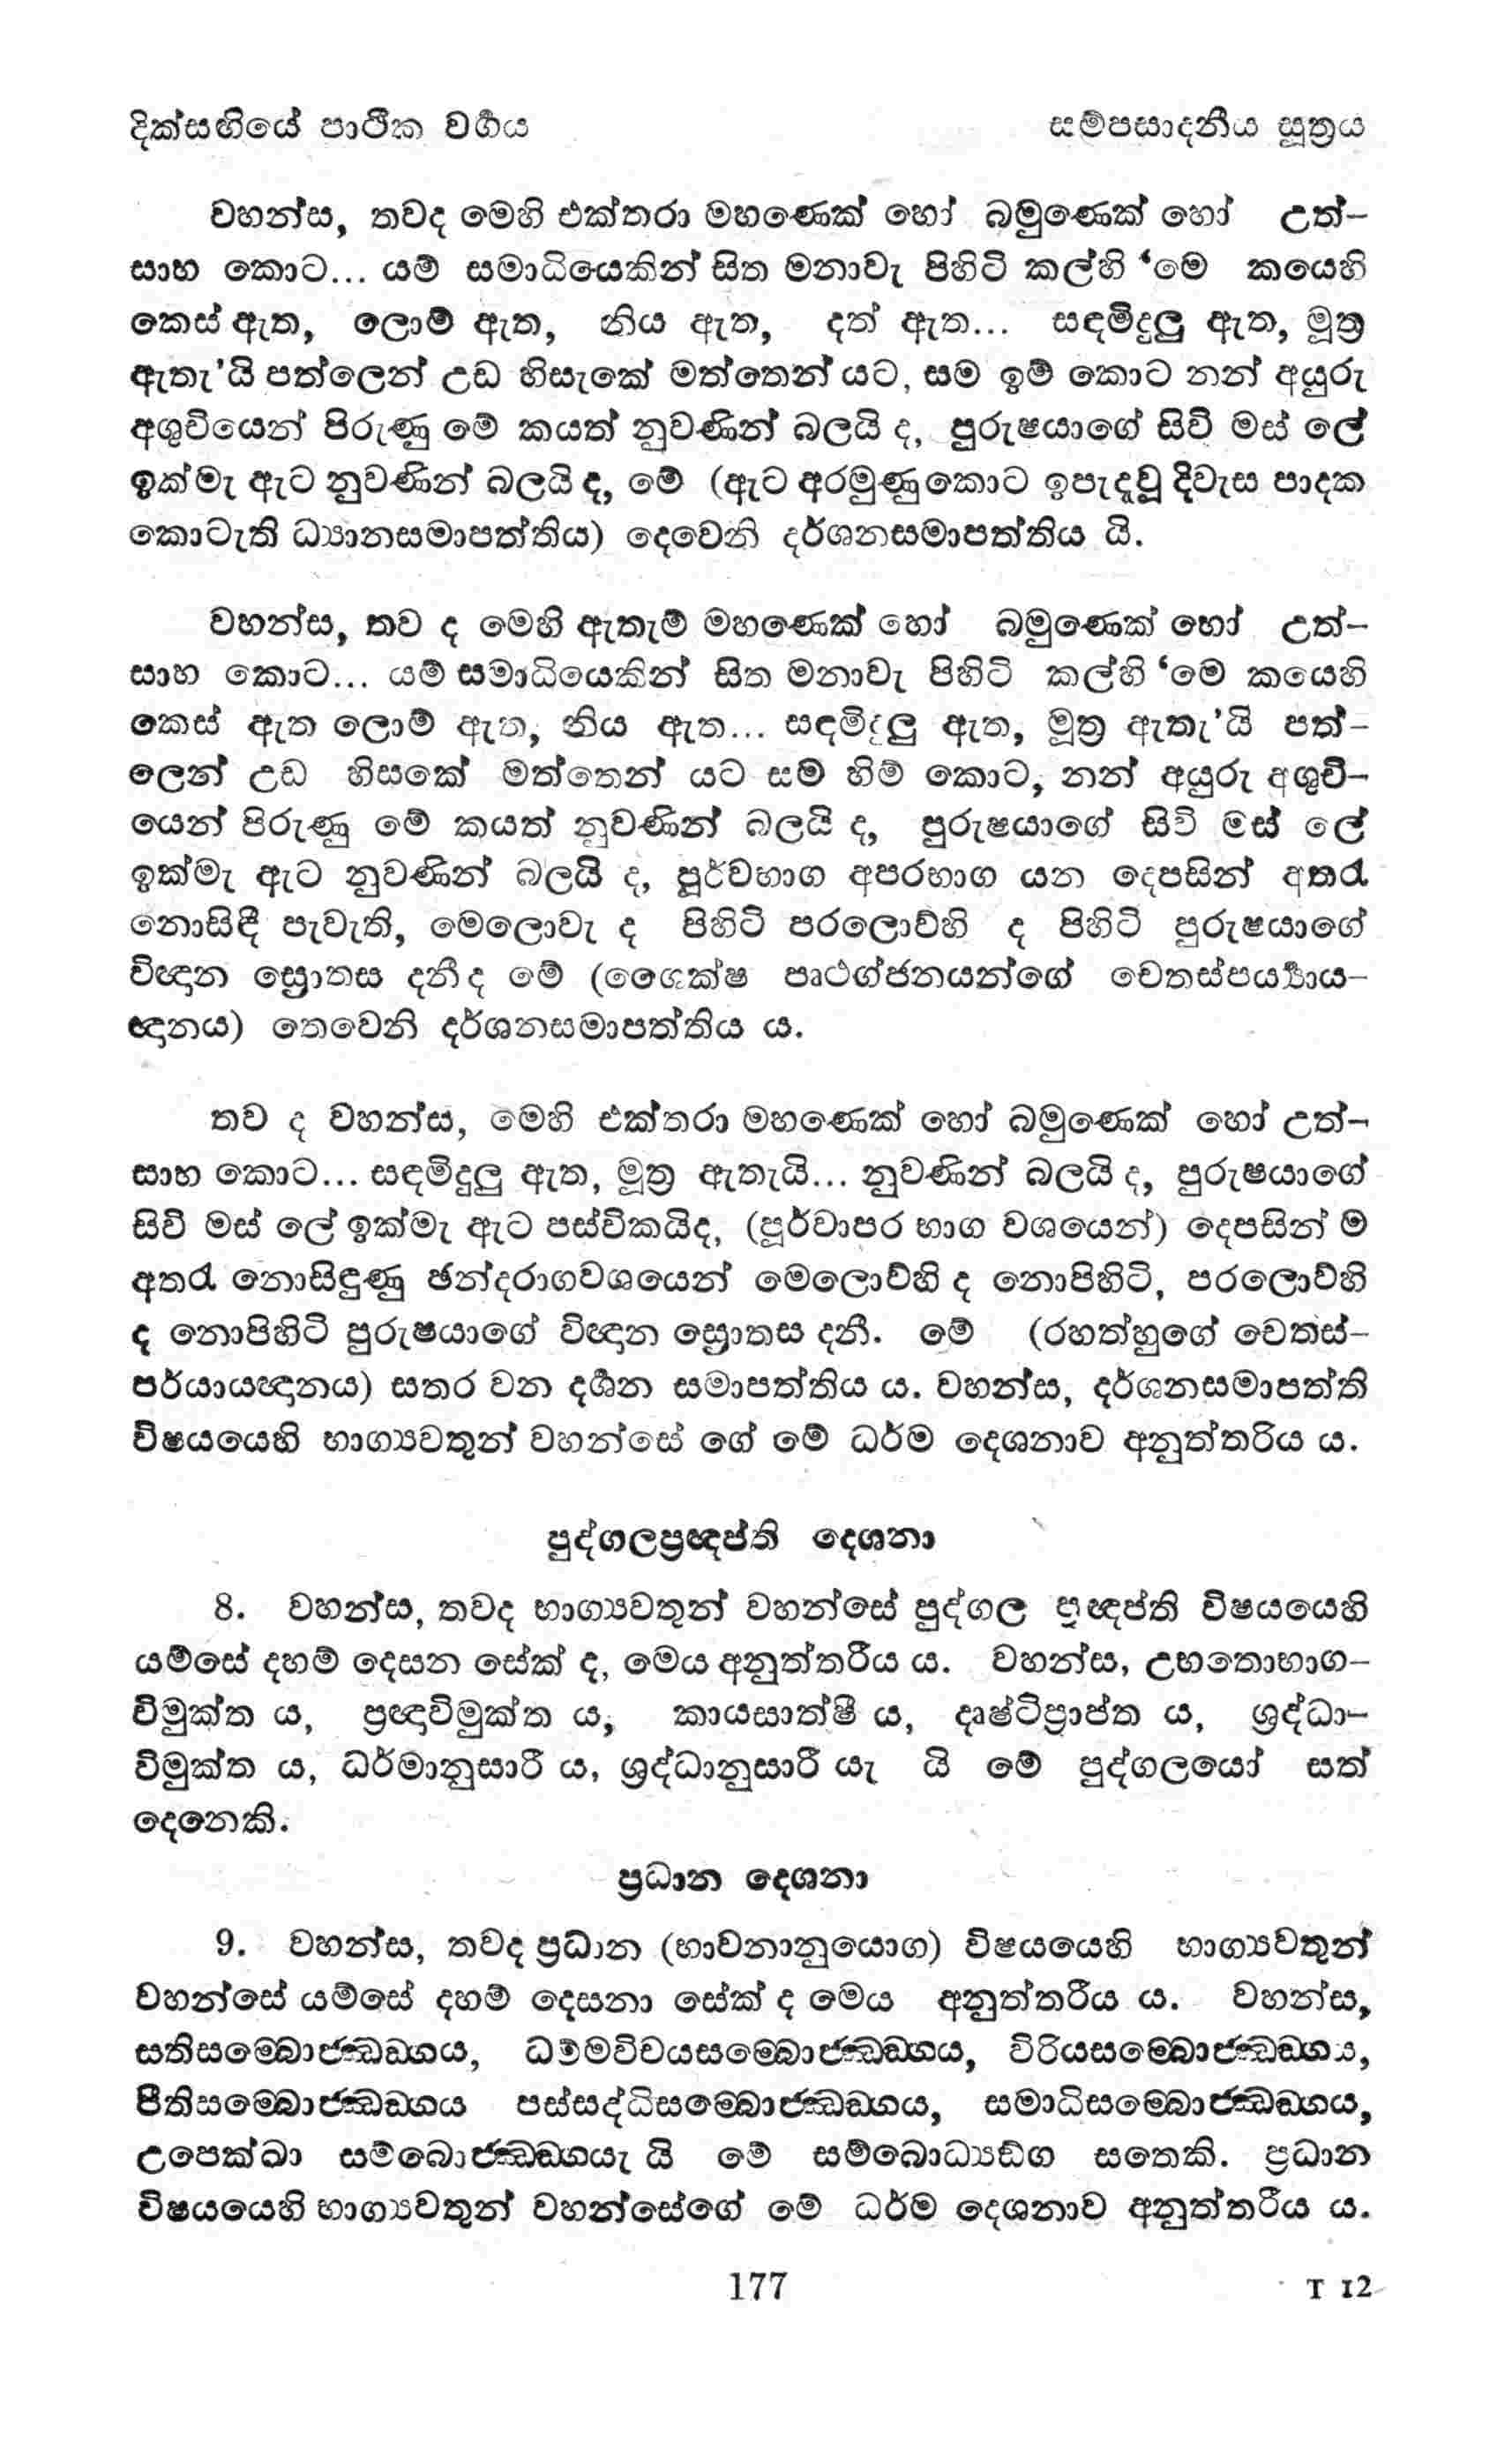 දික්සඟියේ පාථික වර්‍ගය
සම්පසාදනීය සූත්‍රය
වහන්ස, තවද මෙහි එක්තරා මහණෙක් හෝ බමුණෙක් හෝ උත්-
සාහ කොට... යම් සමාධියෙකින් සිත මනාවැ පිහිටි කල්හි ‘මෙ කයෙහි
කෙස් ඇත, ලොම් ඇත, නිය ඇත, දත් ඇත... සඳමිදුලු ඇත, මූත්‍ර
ඇතැ’යි පත්ලෙන් උඩ හිසැකේ මත්තෙන් යට, සම ඉම් කොට නන් අයුරු
අශුචියෙන් පිරුණු මේ කයත් නුවණින් බලයි ද, පුරුෂයාගේ සිවි මස් ලේ
ඉක්මැ ඇට නුවණින් බලයි ද, මේ (ඇට අරමුණු කොට ඉපැදැවූ දිවැස පාදක
කොටැති ධ්‍යානසමාපත්තිය) දෙවෙනි දර්ශනසමාපත්තිය යි.
වහන්ස, තව ද මෙහි ඇතැම් මහණෙක් හෝ බමුණෙක් හෝ උත්-
සාහ කොට... යම් සමාධියෙකින් සිත මනාවැ පිහිටි කල්හි ‘මෙ කයෙහි
කෙස් ඇත ලොම් ඇත, නිය ඇත... සඳමිදුලු ඇත, මූත්‍ර ඇතැ’යි පත්-
ලෙන් උඩ හිසකේ මත්තෙන් යට සම හිම් කොට, නන් අයුරු අශුචි-
යෙන් පිරුණු මේ කයත් නුවණින් බලයි ද, පුරුෂයාගේ සිවි මස් ලේ
ඉක්මැ ඇට නුවණින් බලයි ද, පූර්වභාග අපරභාග යන දෙපසින් අතරැ
නොසිඳී පැවැති, මෙලොවැ ද පිහිටි පරලොව්හි ද පිහිටි පුරුෂයාගේ
විඥාන ස්‍රොතස දනී ද මේ (ශෛක්ෂ පෘථග්ජනයන්ගේ චෙතස්පර්‍ය්‍යාය-
ඥානය) තෙවෙනි දර්ශනසමාපත්තිය ය.
තව ද වහන්ස, මෙහි එක්තරා මහණෙක් හෝ බමුණෙක් හෝ උත්-
සාහ කොට... සඳමිදුලු ඇත, මූත්‍ර ඇතැයි... නුවණින් බලයි ද, පුරුෂයාගේ
සිවි මස් ලේ ඉක්මැ ඇට පස්විකයිද, (පූර්වාපර භාග වශයෙන්) දෙපසින් ම
අතරැ නොසිඳුණු ඡන්දරාගවශයෙන් මෙලොව්හි ද නොපිහිටි, පරලොව්හි
ද නොපිහිටි පුරුෂයාගේ විඥාන ස්‍රොතස දනී. මේ (රහත්හුගේ චෙතස්-
පර්යායඥානය) සතර වන දර්‍ශන සමාපත්තිය ය. වහන්ස, දර්ශනසමාපත්ති
විෂයයෙහි භාග්‍යවතුන් වහන්සේ ගේ මේ ධර්ම දෙශනාව අනුත්තරිය ය.
පුද්ගලප්‍රඥප්ති දෙශනා
8. වහන්ස, තවද භාග්‍යවතුන් වහන්සේ පුද්ගල ප්‍රඥප්ති විෂයයෙහි
යම්සේ දහම් දෙසන සේක් ද, මෙය අනුත්තරීය ය. වහන්ස, උභතොභාග-
විමුක්ත ය, ප්‍රඥාවිමුක්ත ය, කායසාත්ෂී ය, දෘෂ්ටිප්‍රාප්ත ය, ශ්‍රද්ධා-
විමුක්ත ය, ධර්මානුසාරී ය, ශ්‍රද්ධානුසාරී යැ යි මේ පුද්ගලයෝ සත්
දෙනෙකි.
ප්‍රධාන දෙශනා
9. වහන්ස, තවද ප්‍රධාන (භාවනානුයොග) විෂයයෙහි භාග්‍යවතුන්
වහන්සේ යම්සේ දහම් දෙසනා සේක් ද මෙය අනුත්තරීය ය. වහන්ස,
සතිසම්බොජ්ඣඞ්ගය, ධම්මවිචයසම්බොජ්ඣඞ්ගය, විරියසම්බොජ්ඣඞ්ගය,
පීතිසම්බොජ්ඣඞ්ගය පස්සද්ධිසම්බොජ්ඣඞ්ගය, සමාධිසම්බොජ්ඣඞ්ගය,
උපෙක්ඛා සම්බොජ්ඣඞ්ගයැ යි මේ සම්බොධ්‍යඞ්ග සතෙකි. ප්‍රධාන
විෂයයෙහි භාග්‍යවතුන් වහන්සේගේ මේ ධර්ම දෙශනාව අනුත්තරීය ය.
177
T 12